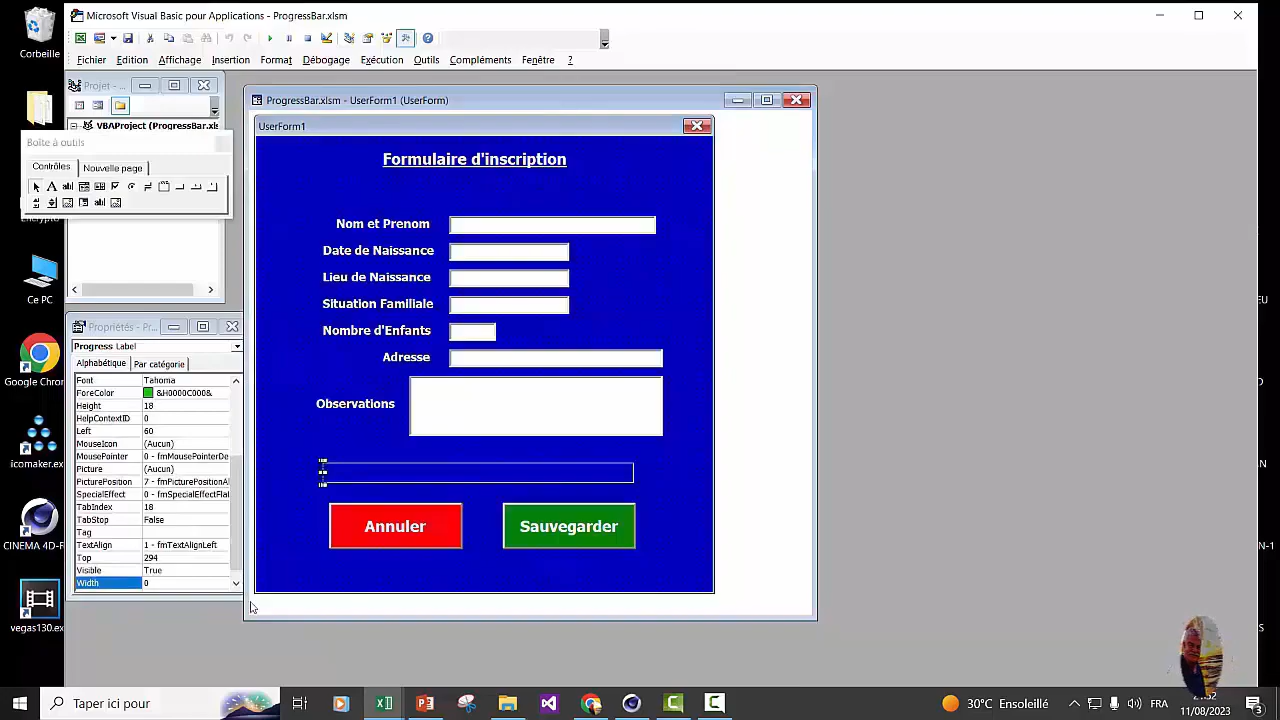 Corbeille
Microsoft Visual Basic pour Applications - ProgressBar.xlsm
Fichier Edition Affichage Insertion Format Débogage Exécution Outils Compléments Fenêtre ?
Projet -
VBAProject (ProgressBar.xls
Boîte à outils
Contrôles Nouvelle page
Ce PC
Google Chror
icomaker.ex
CINEMA 4D-R
vegas130.ex
Propriétés - Pr...
Progress Label
Alphabétique Par catégorie
Font Tahoma
ForeColor &H0000C000&
Height 18
HelpContextID 0
Left 60
MouseIcon (Aucun)
MousePointer 0 - fmMousePointerDe
Picture (Aucun)
PicturePosition 7 - fmPicturePositionA
SpecialEffect 0 - fmSpecialEffectFlat
TabIndex 18
TabStop False
Tag
TextAlign 1 - fmTextAlignLeft
Top 294
Visible True
Width 0
ProgressBar.xlsm - UserForm1 (UserForm)
UserForm1
Formulaire d'inscription
Nom et Prenom
Date de Naissance
Lieu de Naissance
Situation Familiale
Nombre d'Enfants
Adresse
Observations
Annuler Sauvegarder
Taper ici pour
30°C Ensoleillé
FRA
11/08/2023
3